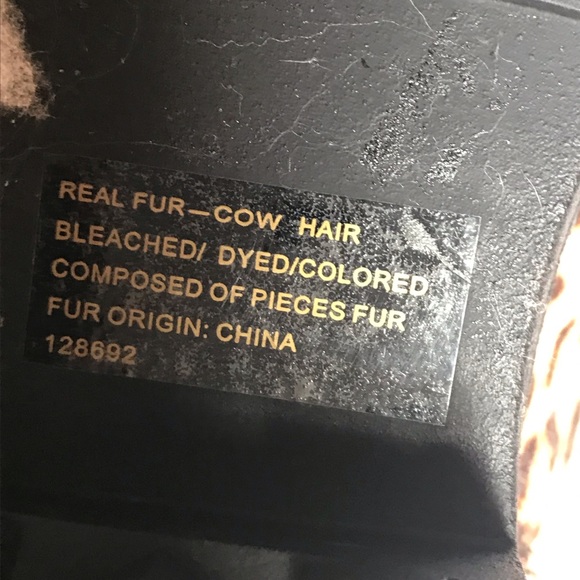 REAL FUR—COW HAIR
BLEACHED/ DYED/COLORED
COMPOSED OF PIECES FUR
FUR ORIGIN: CHINA
128692